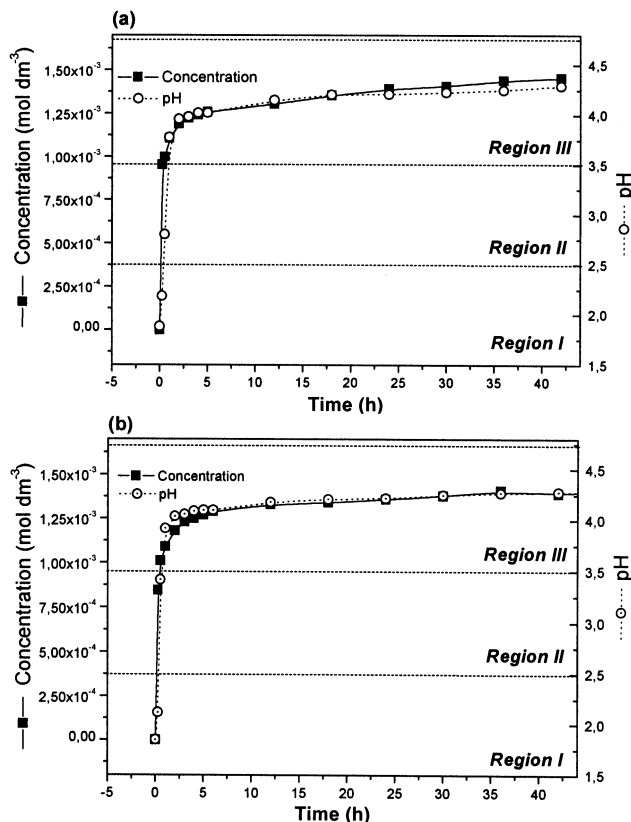 (a)
Concentration (mol dm⁻³)
1,50x10⁻³
1,25x10⁻³
1,00x10⁻³
7,50x10⁻⁴
5,00x10⁻⁴
2,50x10⁻⁴
0,00
Concentration
pH
Region III
Region II
Region I
4,5
4,0
3,5
3,0
2,5
2,0
1,5
pH
-5 0 5 10 15 20 25 30 35 40
Time (h)
(b)
Concentration (mol dm⁻³)
1,50x10⁻³
1,25x10⁻³
1,00x10⁻³
7,50x10⁻⁴
5,00x10⁻⁴
2,50x10⁻⁴
0,00
Concentration
pH
Region III
Region II
Region I
4,5
4,0
3,5
3,0
2,5
2,0
1,5
pH
-5 0 5 10 15 20 25 30 35 40
Time (h)